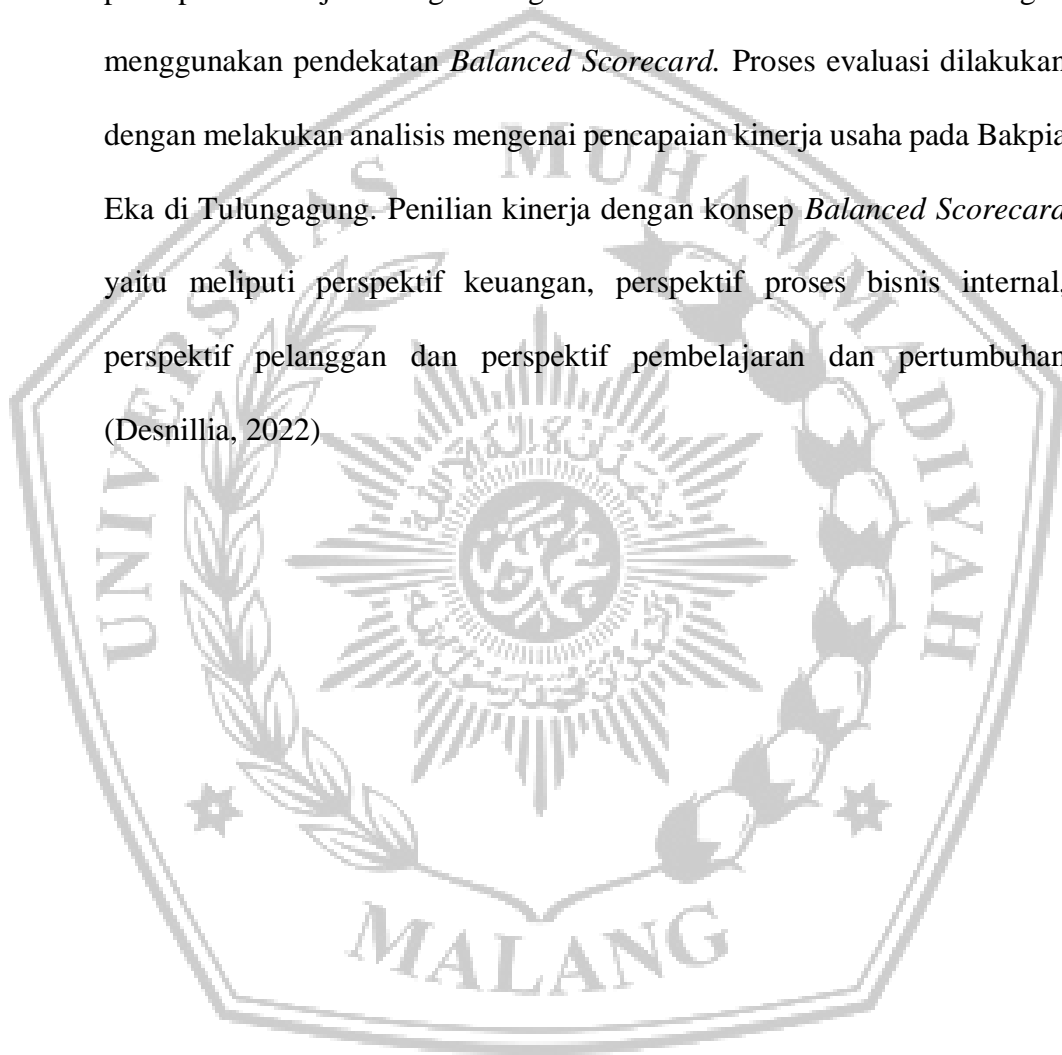 menggunakan pendekatan Balanced Scorecard. Proses evaluasi dilakukan
dengan melakukan analisis mengenai pencapaian kinerja usaha pada Bakpia
Eka di Tulungagung. Penilian kinerja dengan konsep Balanced Scorecard
yaitu meliputi perspektif keuangan, perspektif proses bisnis internal,
perspektif pelanggan dan perspektif pembelajaran dan pertumbuhan
(Desnillia, 2022)
UNIVERSITAS MUHAMMADIYAH
MALANG